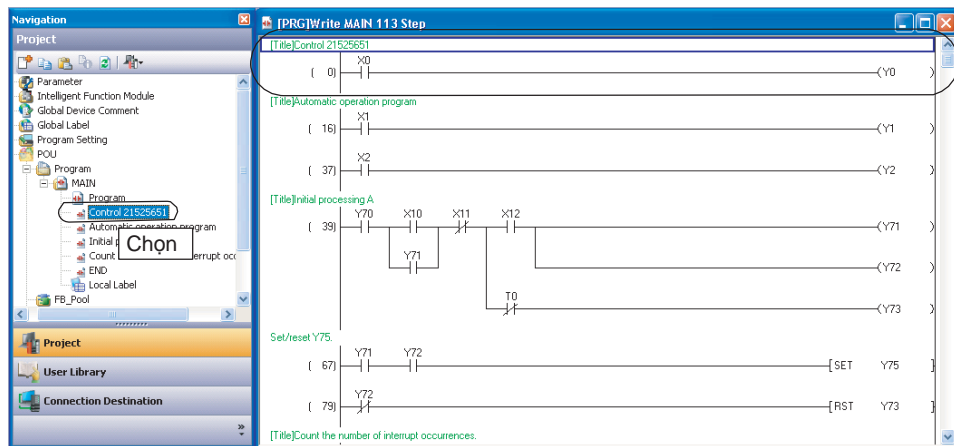 Navigation
Project
Parameter
Intelligent Function Module
Global Device Comment
Global Label
Program Setting
POU
Program
MAIN
Program
Control 21525651
Automatic operation program
Initial
Chọn
Count errupt occ
END
Local Label
FB_Pool
Project
User Library
Connection Destination
[PRG]Write MAIN 113 Step
[Title]Control 21525651
X0
( 0) (Y0 )
[Title]Automatic operation program
X1
( 16) (Y1 )
X2
( 37) (Y2 )
[Title]Initial processing A
Y70 X10 X11 X12
( 39) (Y71 )
Y71
(Y72 )
T0
(Y73 )
Set/reset Y75.
Y71 Y72
( 67) [SET Y75 ]
Y72
( 79) [RST Y73 ]
[Title]Count the number of interrupt occurrences.